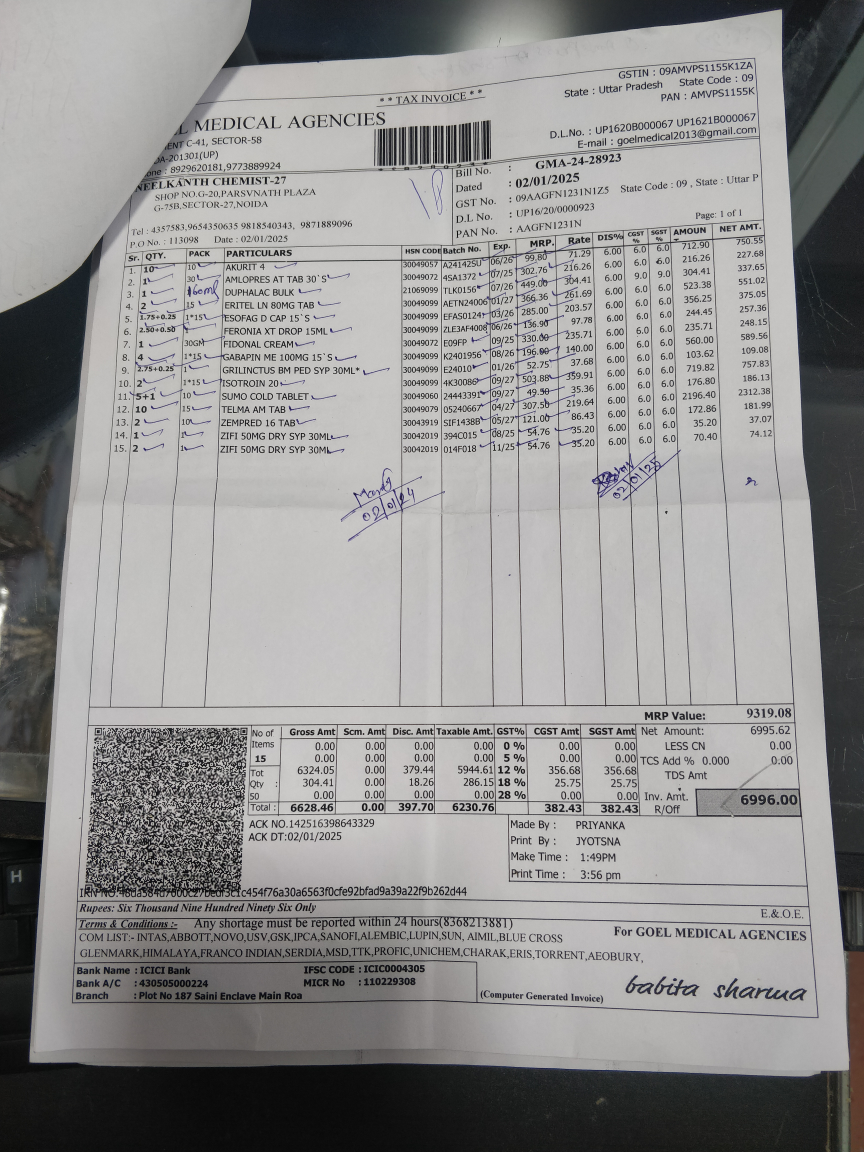 * * TAX INVOICE * *
GSTIN : 09AMVPS1155K1ZA
State : Uttar Pradesh State Code : 09
PAN : AMVPS1155K
EL MEDICAL AGENCIES
ENT C-41, SECTOR-58
DA-201301(UP)
one : 8929620181,9773889924
D.L.No. : UP1620B000067 UP1621B000067
E-mail : goelmedical2013@gmail.com
NEELKANTH CHEMIST-27
SHOP NO.G-20,PARSVNATH PLAZA
G-75B,SECTOR-27,NOIDA
Tel : 4357583,9654350635 9818540343, 9871889096
P.O No. : 113098 Date : 02/01/2025
Bill No. : GMA-24-28923
Dated : 02/01/2025
GST No. : 09AAGFN1231N1Z5 State Code : 09 , State : Uttar P
D.L No. : UP16/20/0000923
PAN No. : AAGFN1231N
Page: 1 of 1
Sr. QTY. PACK PARTICULARS HSN CODE Batch No. Exp. MRP. Rate DIS% CGST % SGST % AMOUN NET AMT.
1. 10 10 AKURIT 4 30049057 A241425U 06/26 99.80 71.29 6.00 6.0 6.0 712.90 750.55
2. 1 30 AMLOPRES AT TAB 30`S 30049072 4SA1372 07/25 302.76 216.26 6.00 6.0 6.0 216.26 227.68
3. 1 160ml DUPHALAC BULK 21069099 TLK0156 07/26 449.00 304.41 6.00 9.0 9.0 304.41 337.65
4. 2 15 ERITEL LN 80MG TAB 30049099 AETN24006 01/27 366.36 261.69 6.00 6.0 6.0 523.38 551.02
5. 1.75+0.25 1*15 ESOFAG D CAP 15`S 30049099 EFAS01241 03/26 285.00 203.57 6.00 6.0 6.0 356.25 375.05
6. 2.50+0.50 1 FERONIA XT DROP 15ML 30049099 ZLE3AF4008 06/26 136.90 97.78 6.00 6.0 6.0 244.45 257.36
7. 1 30GM FIDONAL CREAM 30049072 E09FP 09/25 330.00 235.71 6.00 6.0 6.0 235.71 248.15
8. 4 1*15 GABAPIN ME 100MG 15`S 30049099 K2401956 08/26 196.00 140.00 6.00 6.0 6.0 560.00 589.56
9. 2.75+0.25 1 GRILINCTUS BM PED SYP 30ML* 30049099 E24010 01/26 52.75 37.68 6.00 6.0 6.0 103.62 109.08
10. 2 1*15 ISOTROIN 20 30049099 4K30086 09/27 503.88 359.91 6.00 6.0 6.0 719.82 757.83
11. 5+1 10 SUMO COLD TABLET 30049060 24443391 09/27 49.50 35.36 6.00 6.0 6.0 176.80 186.13
12. 10 15 TELMA AM TAB 30049079 05240667 04/27 307.50 219.64 6.00 6.0 6.0 2196.40 2312.38
13. 2 10 ZEMPRED 16 TAB 30043919 SIF1438B 05/27 121.00 86.43 6.00 6.0 6.0 172.86 181.99
14. 1 1 ZIFI 50MG DRY SYP 30ML 30042019 394C015 08/25 54.76 35.20 6.00 6.0 6.0 35.20 37.07
15. 2 1 ZIFI 50MG DRY SYP 30ML 30042019 014F018 11/25 54.76 35.20 6.00 6.0 6.0 70.40 74.12
02/01/24
02/01/25
MRP Value: 9319.08
No of Items 15 Tot Qty : 50
Gross Amt Scm. Amt Disc. Amt Taxable Amt. GST% CGST Amt SGST Amt
0.00 0.00 0.00 0.00 0 % 0.00 0.00
0.00 0.00 0.00 0.00 5 % 0.00 0.00
6324.05 0.00 379.44 5944.61 12 % 356.68 356.68
304.41 0.00 18.26 286.15 18 % 25.75 25.75
0.00 0.00 0.00 0.00 28 % 0.00 0.00
Total : 6628.46 0.00 397.70 6230.76 382.43 382.43
Net Amount: 6995.62
LESS CN 0.00
TCS Add % 0.000 0.00
TDS Amt
Inv. Amt. 6996.00
R/Off
ACK NO.142516398643329
ACK DT:02/01/2025
Made By : PRIYANKA
Print By : JYOTSNA
Make Time : 1:49PM
Print Time : 3:56 pm
Rupees: Six Thousand Nine Hundred Ninety Six Only
E.& O.E.
Terms & Conditions :- Any shortage must be reported within 24 hours(8368213881)
COM LIST:- INTAS,ABBOTT,NOVO,USV,GSK,IPCA,SANOFI,ALEMBIC,LUPIN,SUN, AIMIL,BLUE CROSS
GLENMARK,HIMALAYA,FRANCO INDIAN,SERDIA,MSD,TTK,PROFIC,UNICHEM,CHARAK,ERIS,TORRENT,AEOBURY,
For GOEL MEDICAL AGENCIES
Bank Name : ICICI Bank IFSC CODE : ICIC0004305
Bank A/C : 430505000224 MICR No : 110229308
Branch : Plot No 187 Saini Enclave Main Roa
(Computer Generated Invoice)
babita sharma
H